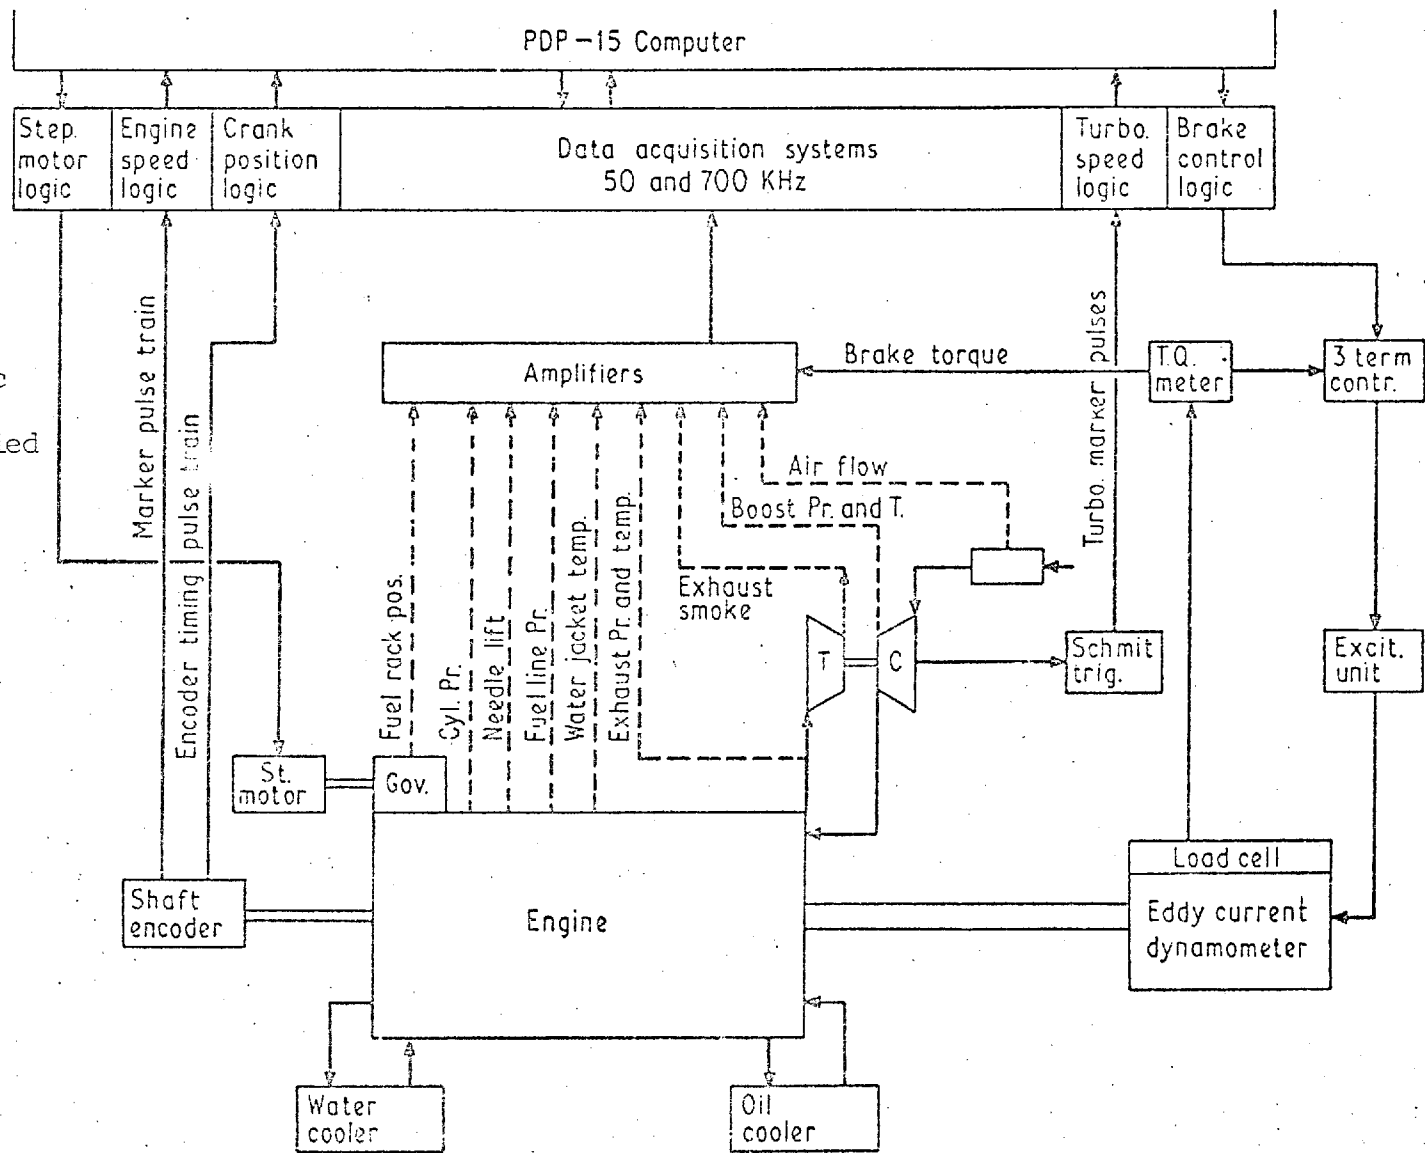 PDP-15 Computer
Step.
motor
logic
Engine
speed
logic
Crank
position
logic
Data acquisition systems
50 and 700 KHz
Turbo.
speed
logic
Brake
control
logic
Marker pulse train
Encoder timing pulse train
Amplifiers
Brake torque
Turbo. marker pulses
T.Q.
meter
3 term
contr.
Air flow
Boost Pr. and T.
Exhaust
smoke
Fuel rack pos.
Cyl. Pr.
Needle lift
Fuel line Pr.
Water jacket temp.
Exhaust Pr. and temp.
T
C
Schmit
trig.
Excit.
unit
St.
motor
Gov.
Load cell
Shaft
encoder
Engine
Eddy current
dynamometer
Water
cooler
Oil
cooler